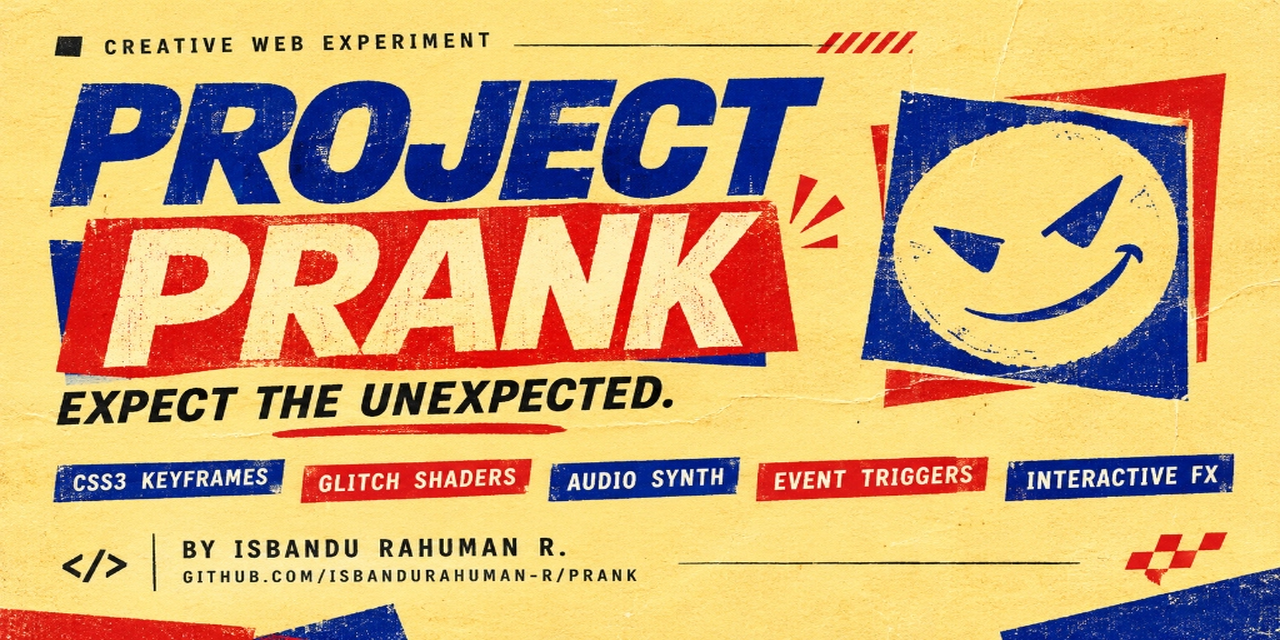 CREATIVE WEB EXPERIMENT
PROJECT
PRANK
EXPECT THE UNEXPECTED.
CSS3 KEYFRAMES
GLITCH SHADERS
AUDIO SYNTH
EVENT TRIGGERS
INTERACTIVE FX
</>
BY ISBANDU RAHUMAN R.
GITHUB.COM/ISBANDURAHUMAN-R/PRANK